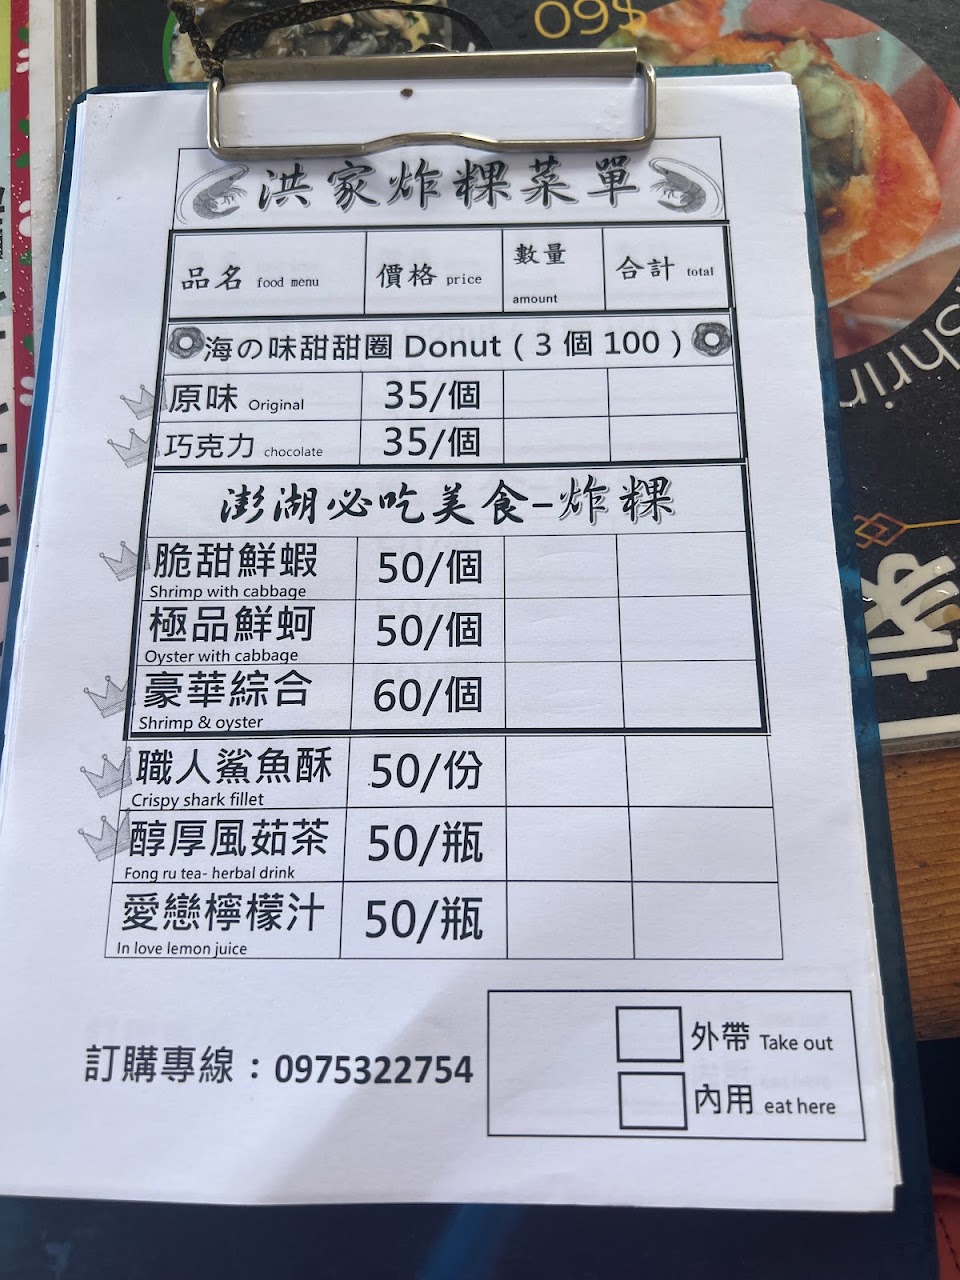 $60
洪家炸粿菜單
品名 food menu 價格 price 數量 amount 合計 total
海の味甜甜圈 Donut ( 3 個 100 )
原味 Original 35/個
巧克力 chocolate 35/個
澎湖必吃美食-炸粿
脆甜鮮蝦 50/個
Shrimp with cabbage
極品鮮蚵 50/個
Oyster with cabbage
豪華綜合 60/個
Shrimp & oyster
職人鯊魚酥 50/份
Crispy shark fillet
醇厚風茹茶 50/瓶
Fong ru tea- herbal drink
愛戀檸檬汁 50/瓶
In love lemon juice
訂購專線：0975322754
外帶 Take out
內用 eat here